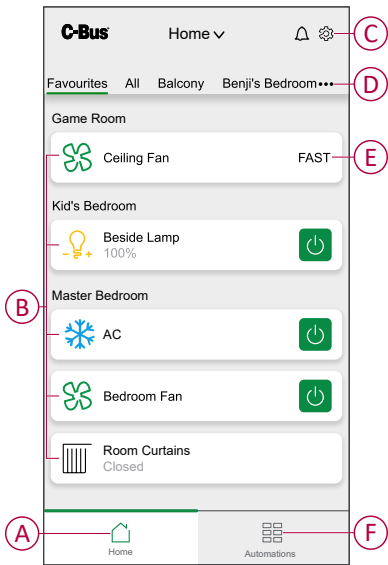 C-Bus
Home
C
Favourites All Balcony Benji's Bedroom •••
D
Game Room
Ceiling Fan FAST
E
Kid's Bedroom
Beside Lamp
100%
B
Master Bedroom
AC
Bedroom Fan
Room Curtains
Closed
A
Home
Automations
F